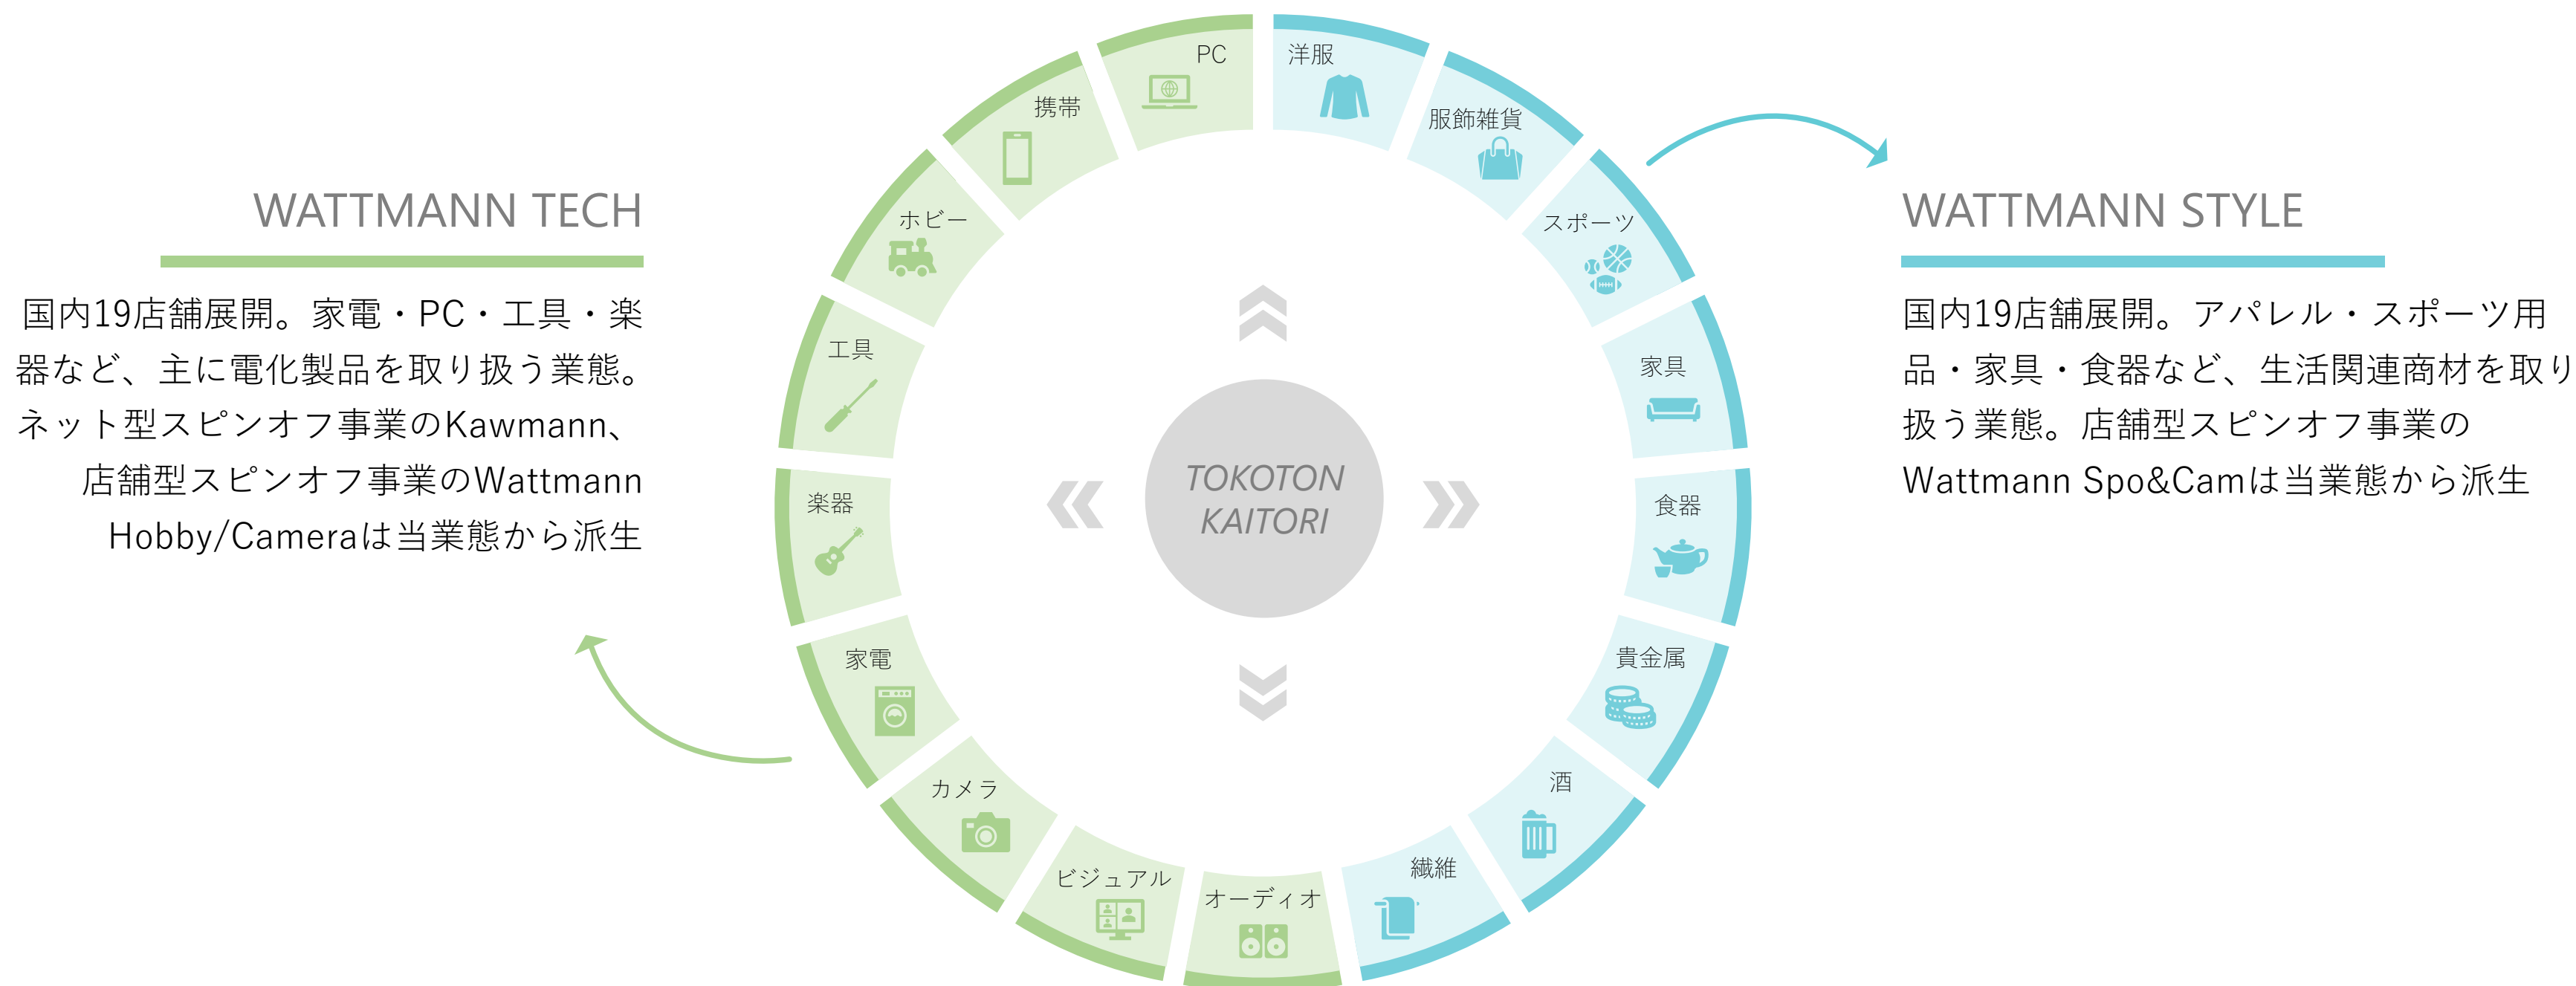 WATTMANN TECH
国内19店舗展開。家電・PC・工具・楽
器など、主に電化製品を取り扱う業態。
ネット型スピンオフ事業のKawmann、
店舗型スピンオフ事業のWattmann
Hobby/Cameraは当業態から派生
PC
携帯
ホビー
工具
楽器
家電
カメラ
ビジュアル
オーディオ
TOKOTON
KAITORI
洋服
服飾雑貨
スポーツ
家具
食器
貴金属
酒
繊維
WATTMANN STYLE
国内19店舗展開。アパレル・スポーツ用
品・家具・食器など、生活関連商材を取り
扱う業態。店舗型スピンオフ事業の
Wattmann Spo&Camは当業態から派生